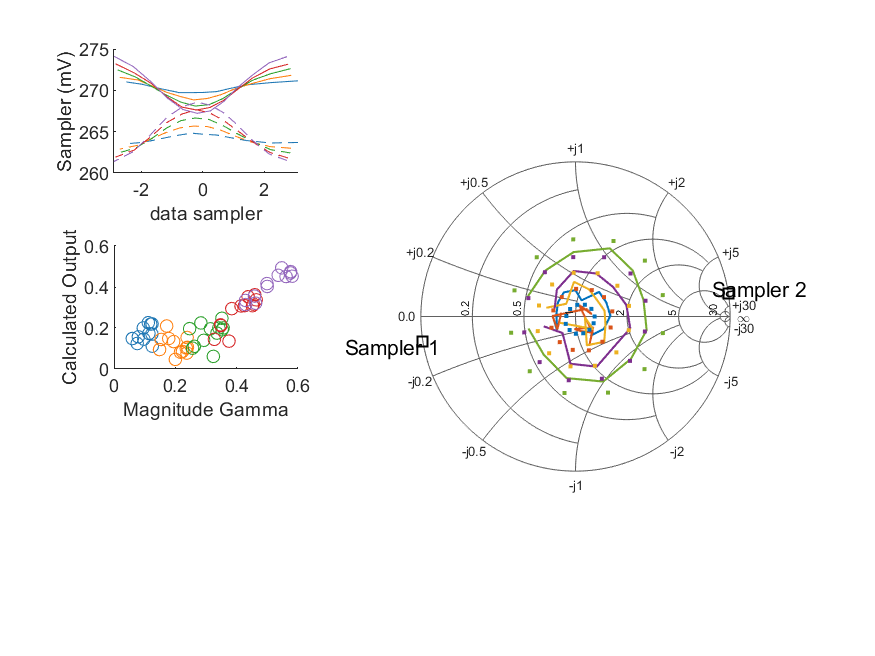 275
270
265
260
Sampler (mV)
-2
0
2
data sampler
0.6
0.4
0.2
0
Calculated Output
0
0.2
0.4
0.6
Magnitude Gamma
+j1
+j0.5
+j2
+j0.2
+j5
Sampler 2
+j30
0.0
0.2
0.5
2
5
30
∞
-j30
Sampler 1
-j0.2
-j5
-j0.5
-j2
-j1